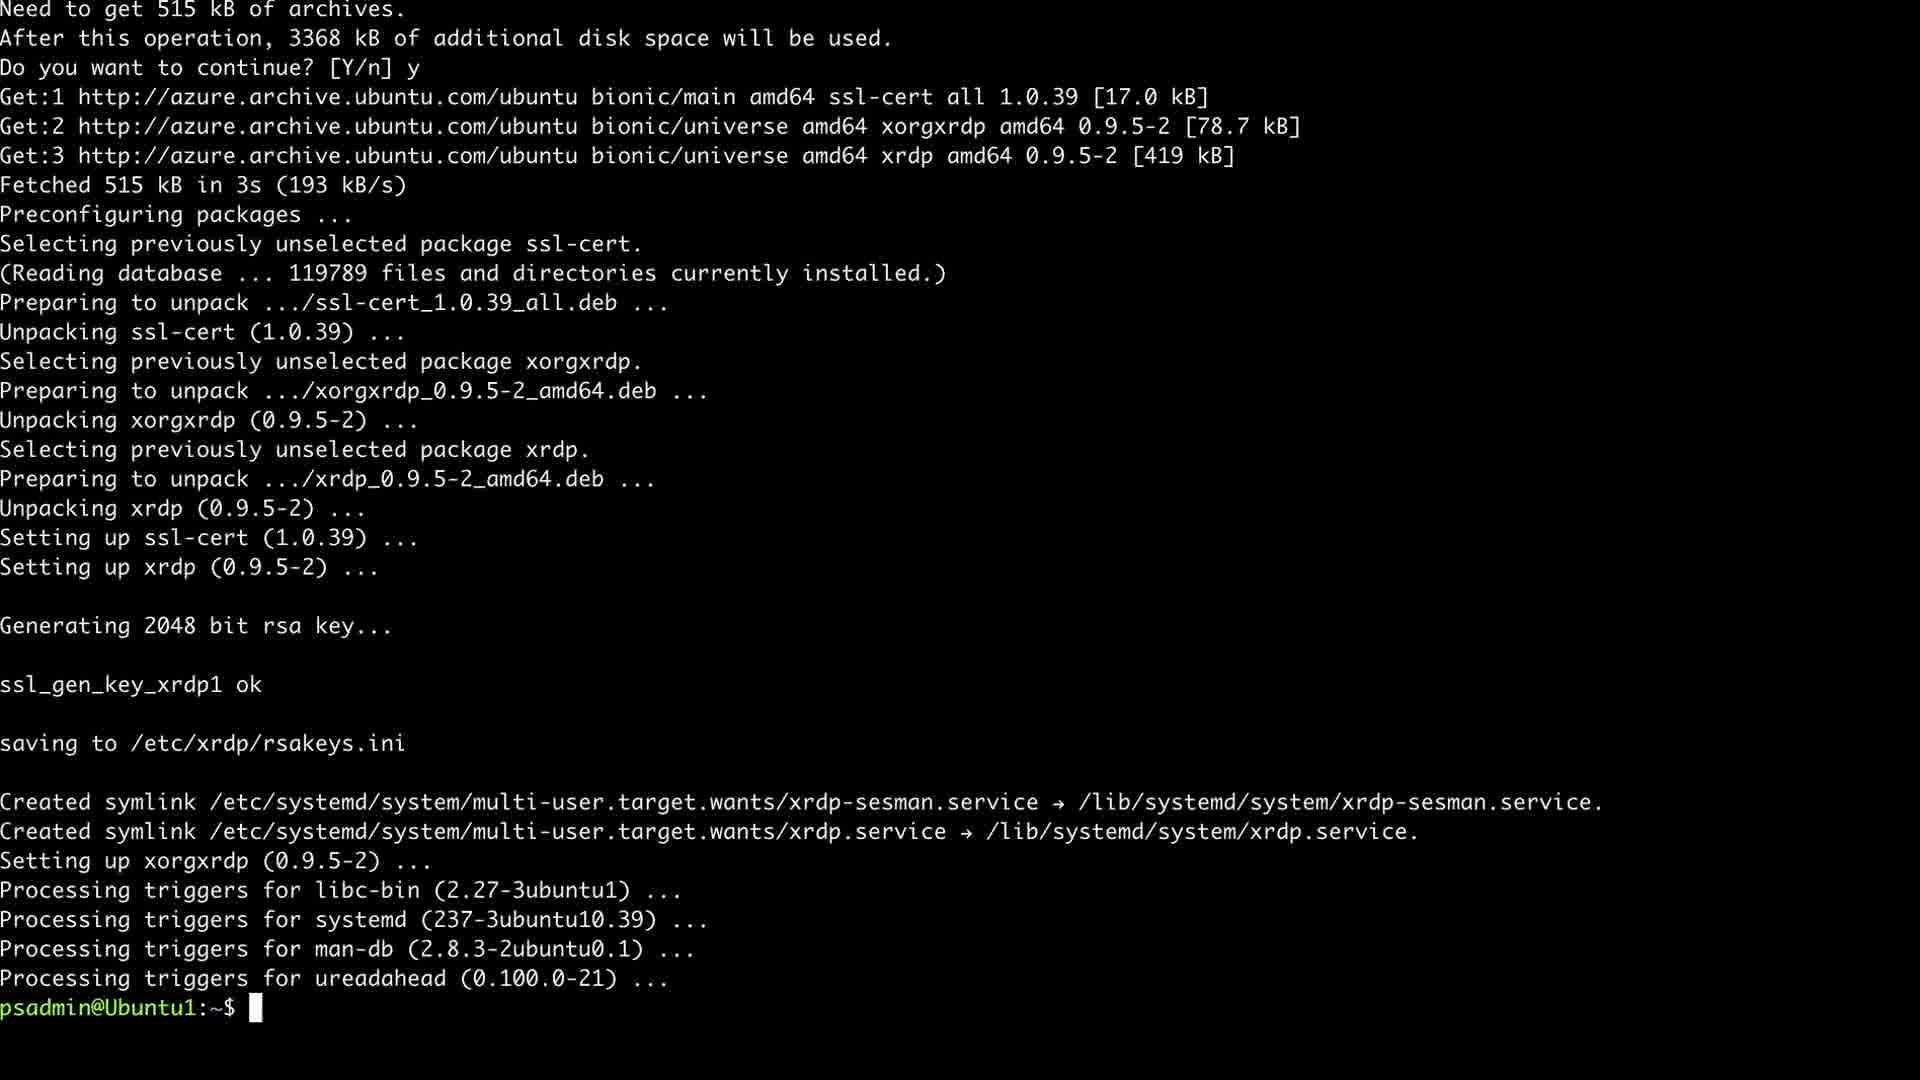 Need to get 515 kB of archives.
After this operation, 3368 kB of additional disk space will be used.
Do you want to continue? [Y/n] y
Get:1 http://azure.archive.ubuntu.com/ubuntu bionic/main amd64 ssl-cert all 1.0.39 [17.0 kB]
Get:2 http://azure.archive.ubuntu.com/ubuntu bionic/universe amd64 xorgxrdp amd64 0.9.5-2 [78.7 kB]
Get:3 http://azure.archive.ubuntu.com/ubuntu bionic/universe amd64 xrdp amd64 0.9.5-2 [419 kB]
Fetched 515 kB in 3s (193 kB/s)
Preconfiguring packages ...
Selecting previously unselected package ssl-cert.
(Reading database ... 119789 files and directories currently installed.)
Preparing to unpack .../ssl-cert_1.0.39_all.deb ...
Unpacking ssl-cert (1.0.39) ...
Selecting previously unselected package xorgxrdp.
Preparing to unpack .../xorgxrdp_0.9.5-2_amd64.deb ...
Unpacking xorgxrdp (0.9.5-2) ...
Selecting previously unselected package xrdp.
Preparing to unpack .../xrdp_0.9.5-2_amd64.deb ...
Unpacking xrdp (0.9.5-2) ...
Setting up ssl-cert (1.0.39) ...
Setting up xrdp (0.9.5-2) ...
Generating 2048 bit rsa key...
ssl_gen_key_xrdp1 ok
saving to /etc/xrdp/rsakeys.ini
Created symlink /etc/systemd/system/multi-user.target.wants/xrdp-sesman.service → /lib/systemd/system/xrdp-sesman.service.
Created symlink /etc/systemd/system/multi-user.target.wants/xrdp.service → /lib/systemd/system/xrdp.service.
Setting up xorgxrdp (0.9.5-2) ...
Processing triggers for libc-bin (2.27-3ubuntu1) ...
Processing triggers for systemd (237-3ubuntu10.39) ...
Processing triggers for man-db (2.8.3-2ubuntu0.1) ...
Processing triggers for ureadahead (0.100.0-21) ...
psadmin@Ubuntu1:~$